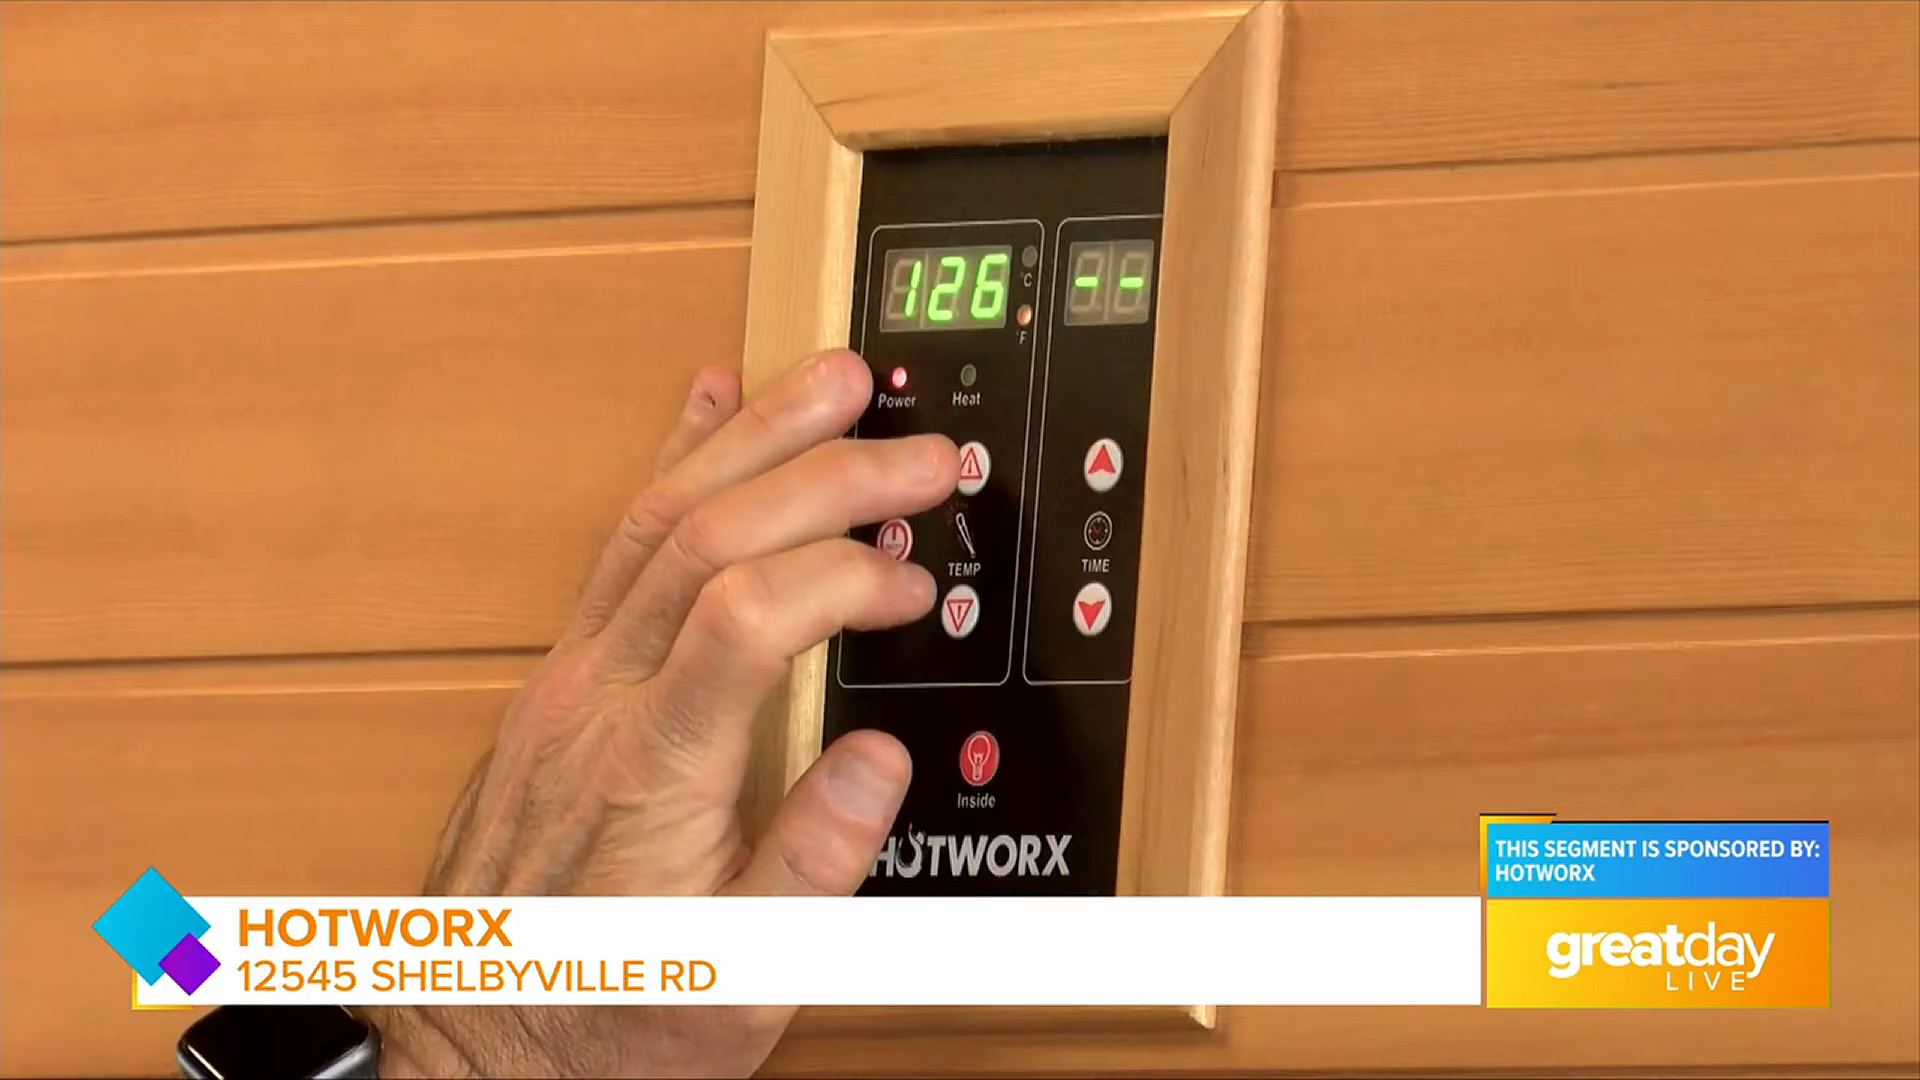 126
°C
°F
- -
Power
Heat
TEMP
TIME
Inside
HOTWORX
THIS SEGMENT IS SPONSORED BY:
HOTWORX
HOTWORX
12545 SHELBYVILLE RD
greatday
LIVE